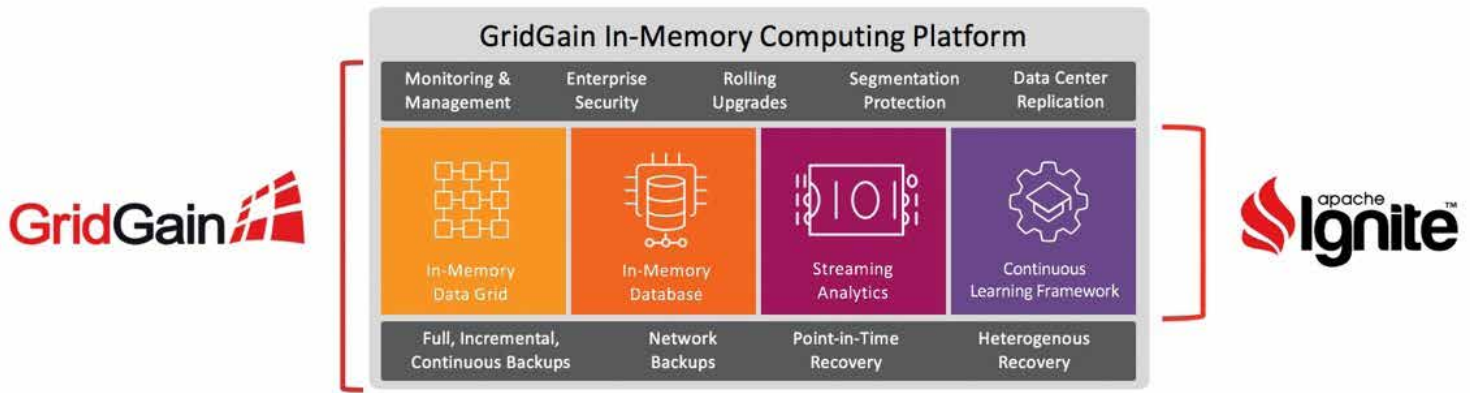 GridGain In-Memory Computing Platform
Monitoring &
Management
Enterprise
Security
Rolling
Upgrades
Segmentation
Protection
Data Center
Replication
GridGain
In-Memory
Data Grid
In-Memory
Database
101
Streaming
Analytics
Continuous
Learning Framework
apache
Ignite™
Full, Incremental,
Continuous Backups
Network
Backups
Point-in-Time
Recovery
Heterogenous
Recovery